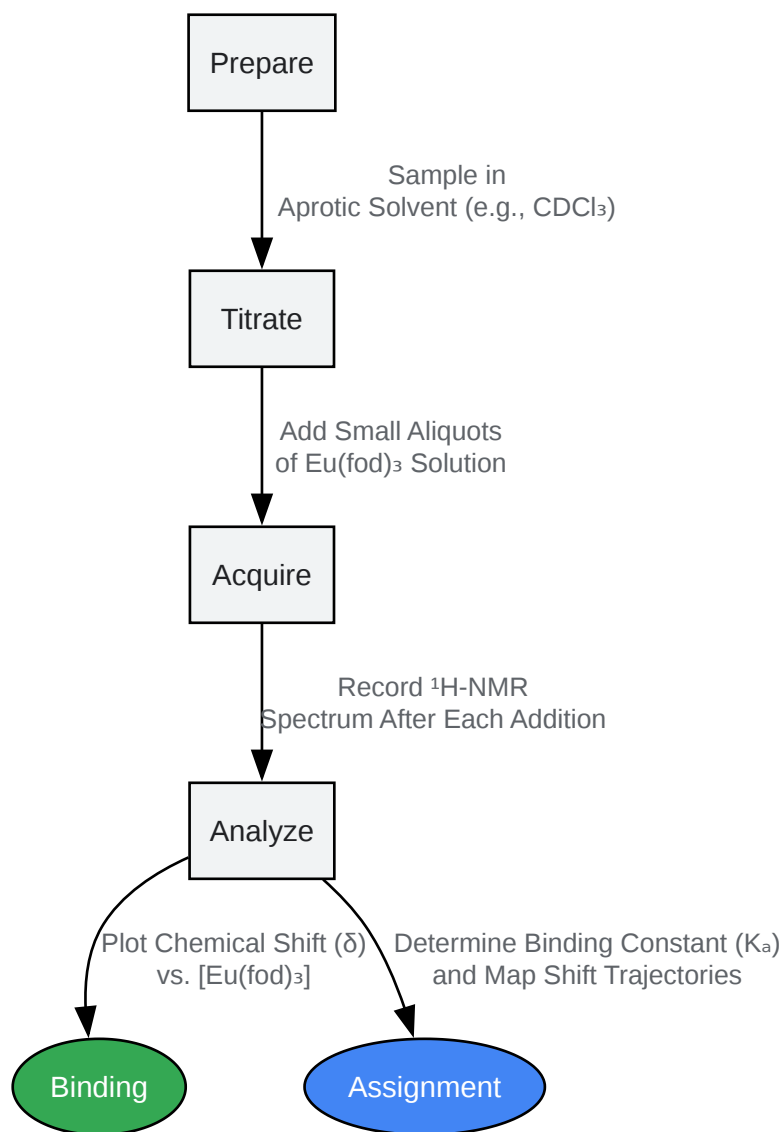 Prepare
Sample in
Aprotic Solvent (e.g., CDCl₃)
Titrate
Add Small Aliquots
of Eu(fod)₃ Solution
Acquire
Record ¹H-NMR
Spectrum After Each Addition
Analyze
Plot Chemical Shift (δ)
vs. [Eu(fod)₃]
Determine Binding Constant (Kₐ)
and Map Shift Trajectories
Binding
Assignment